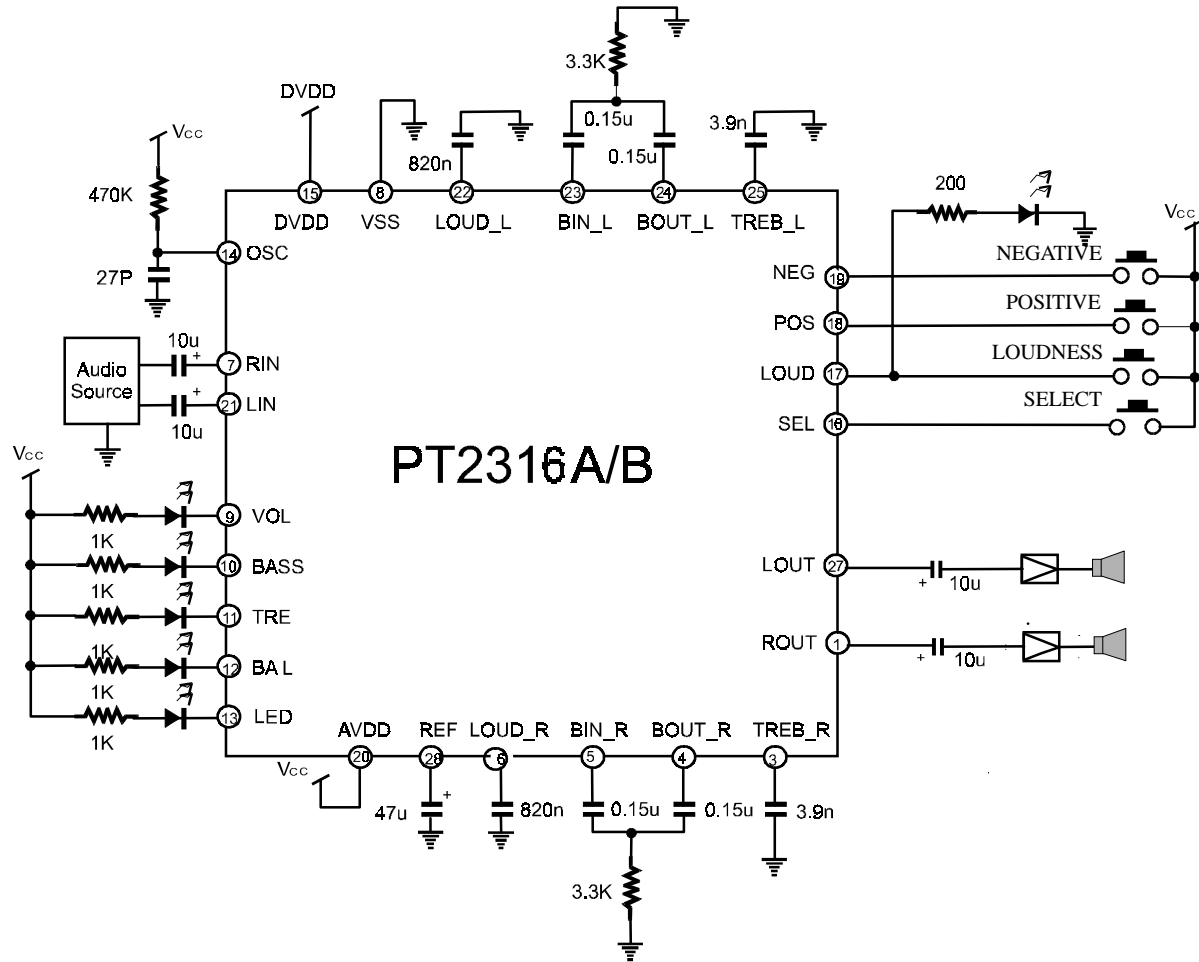 3.3K
DVDD
0.15u
3.9n
Vcc
820n
0.15u
470K
15
8
22
23
24
25
200
DVDD
VSS
LOUD_L
BIN_L
BOUT_L
TREB_L
Vcc
14
OSC
NEGATIVE
27P
NEG
19
POSITIVE
10u
+
POS
18
Audio
Source
7
RIN
LOUDNESS
LOUD
17
+
21
LIN
SELECT
10u
SEL
Vcc
PT2316A/B
9
VOL
1K
10
BASS
LOUT
27
+
10u
1K
11
TRE
1K
12
BAL
ROUT
1
+
10u
1K
13
LED
1K
AVDD
REF
LOUD_R
BIN_R
BOUT_R
TREB_R
20
28
6
5
4
3
Vcc
47u
+
820n
0.15u
0.15u
3.9n
3.3K